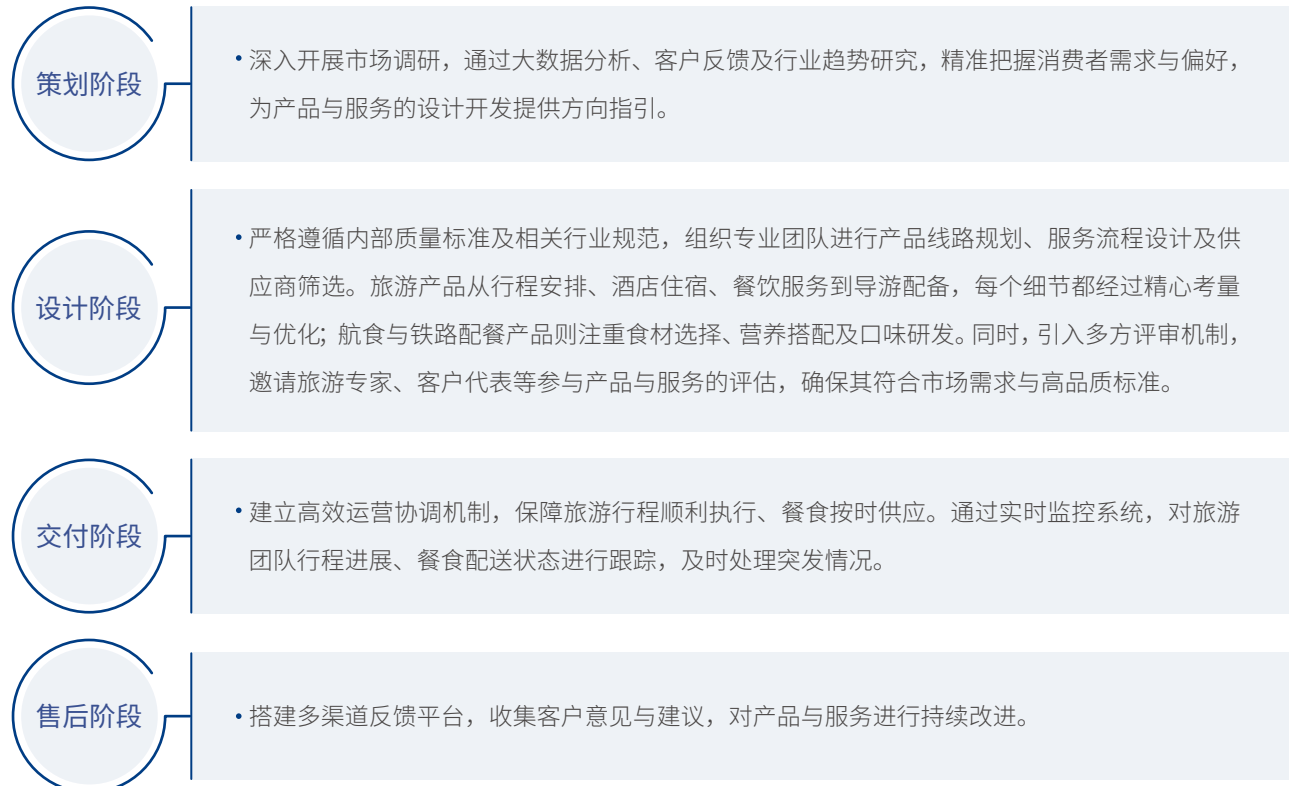 策划阶段
•深入开展市场调研，通过大数据分析、客户反馈及行业趋势研究，精准把握消费者需求与偏好，
为产品与服务的设计开发提供方向指引。
设计阶段
•严格遵循内部质量标准及相关行业规范，组织专业团队进行产品线路规划、服务流程设计及供
应商筛选。旅游产品从行程安排、酒店住宿、餐饮服务到导游配备，每个细节都经过精心考量
与优化；航食与铁路配餐产品则注重食材选择、营养搭配及口味研发。同时，引入多方评审机制，
邀请旅游专家、客户代表等参与产品与服务的评估，确保其符合市场需求与高品质标准。
交付阶段
•建立高效运营协调机制，保障旅游行程顺利执行、餐食按时供应。通过实时监控系统，对旅游
团队行程进展、餐食配送状态进行跟踪，及时处理突发情况。
售后阶段
•搭建多渠道反馈平台，收集客户意见与建议，对产品与服务进行持续改进。